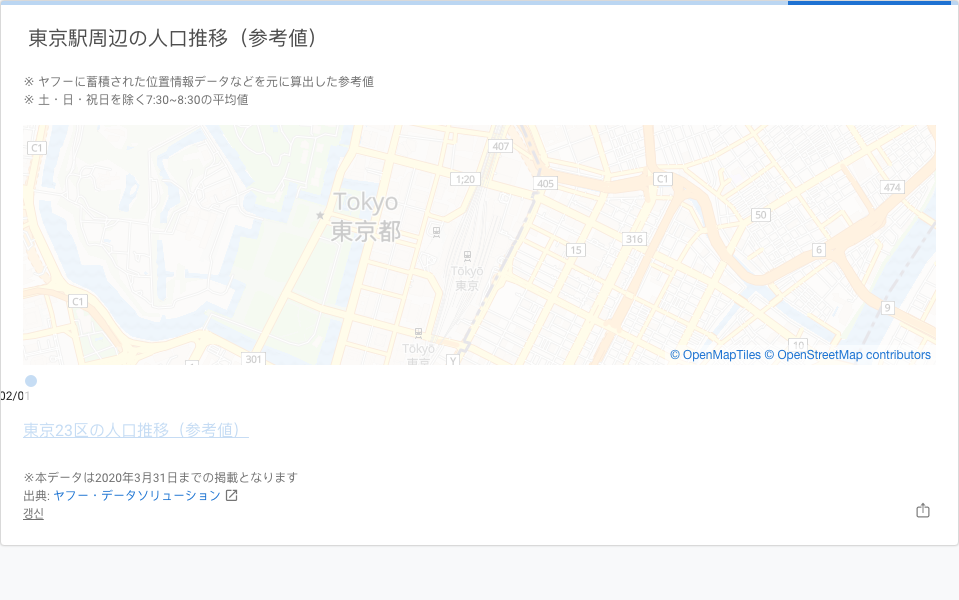 東京駅周辺の人口推移（参考値）
※ ヤフーに蓄積された位置情報データなどを元に算出した参考値
※ 土・日・祝日を除く7:30~8:30の平均値
C1
407
1;20
405
C1
474
Tokyo
東京都
50
15
316
6
Tōkyō
東京
C1
9
10
Tōkyō
東京
301
Y
© OpenMapTiles © OpenStreetMap contributors
02/01
東京23区の人口推移（参考値）
※本データは2020年3月31日までの掲載となります
出典: ヤフー・データソリューション
갱신